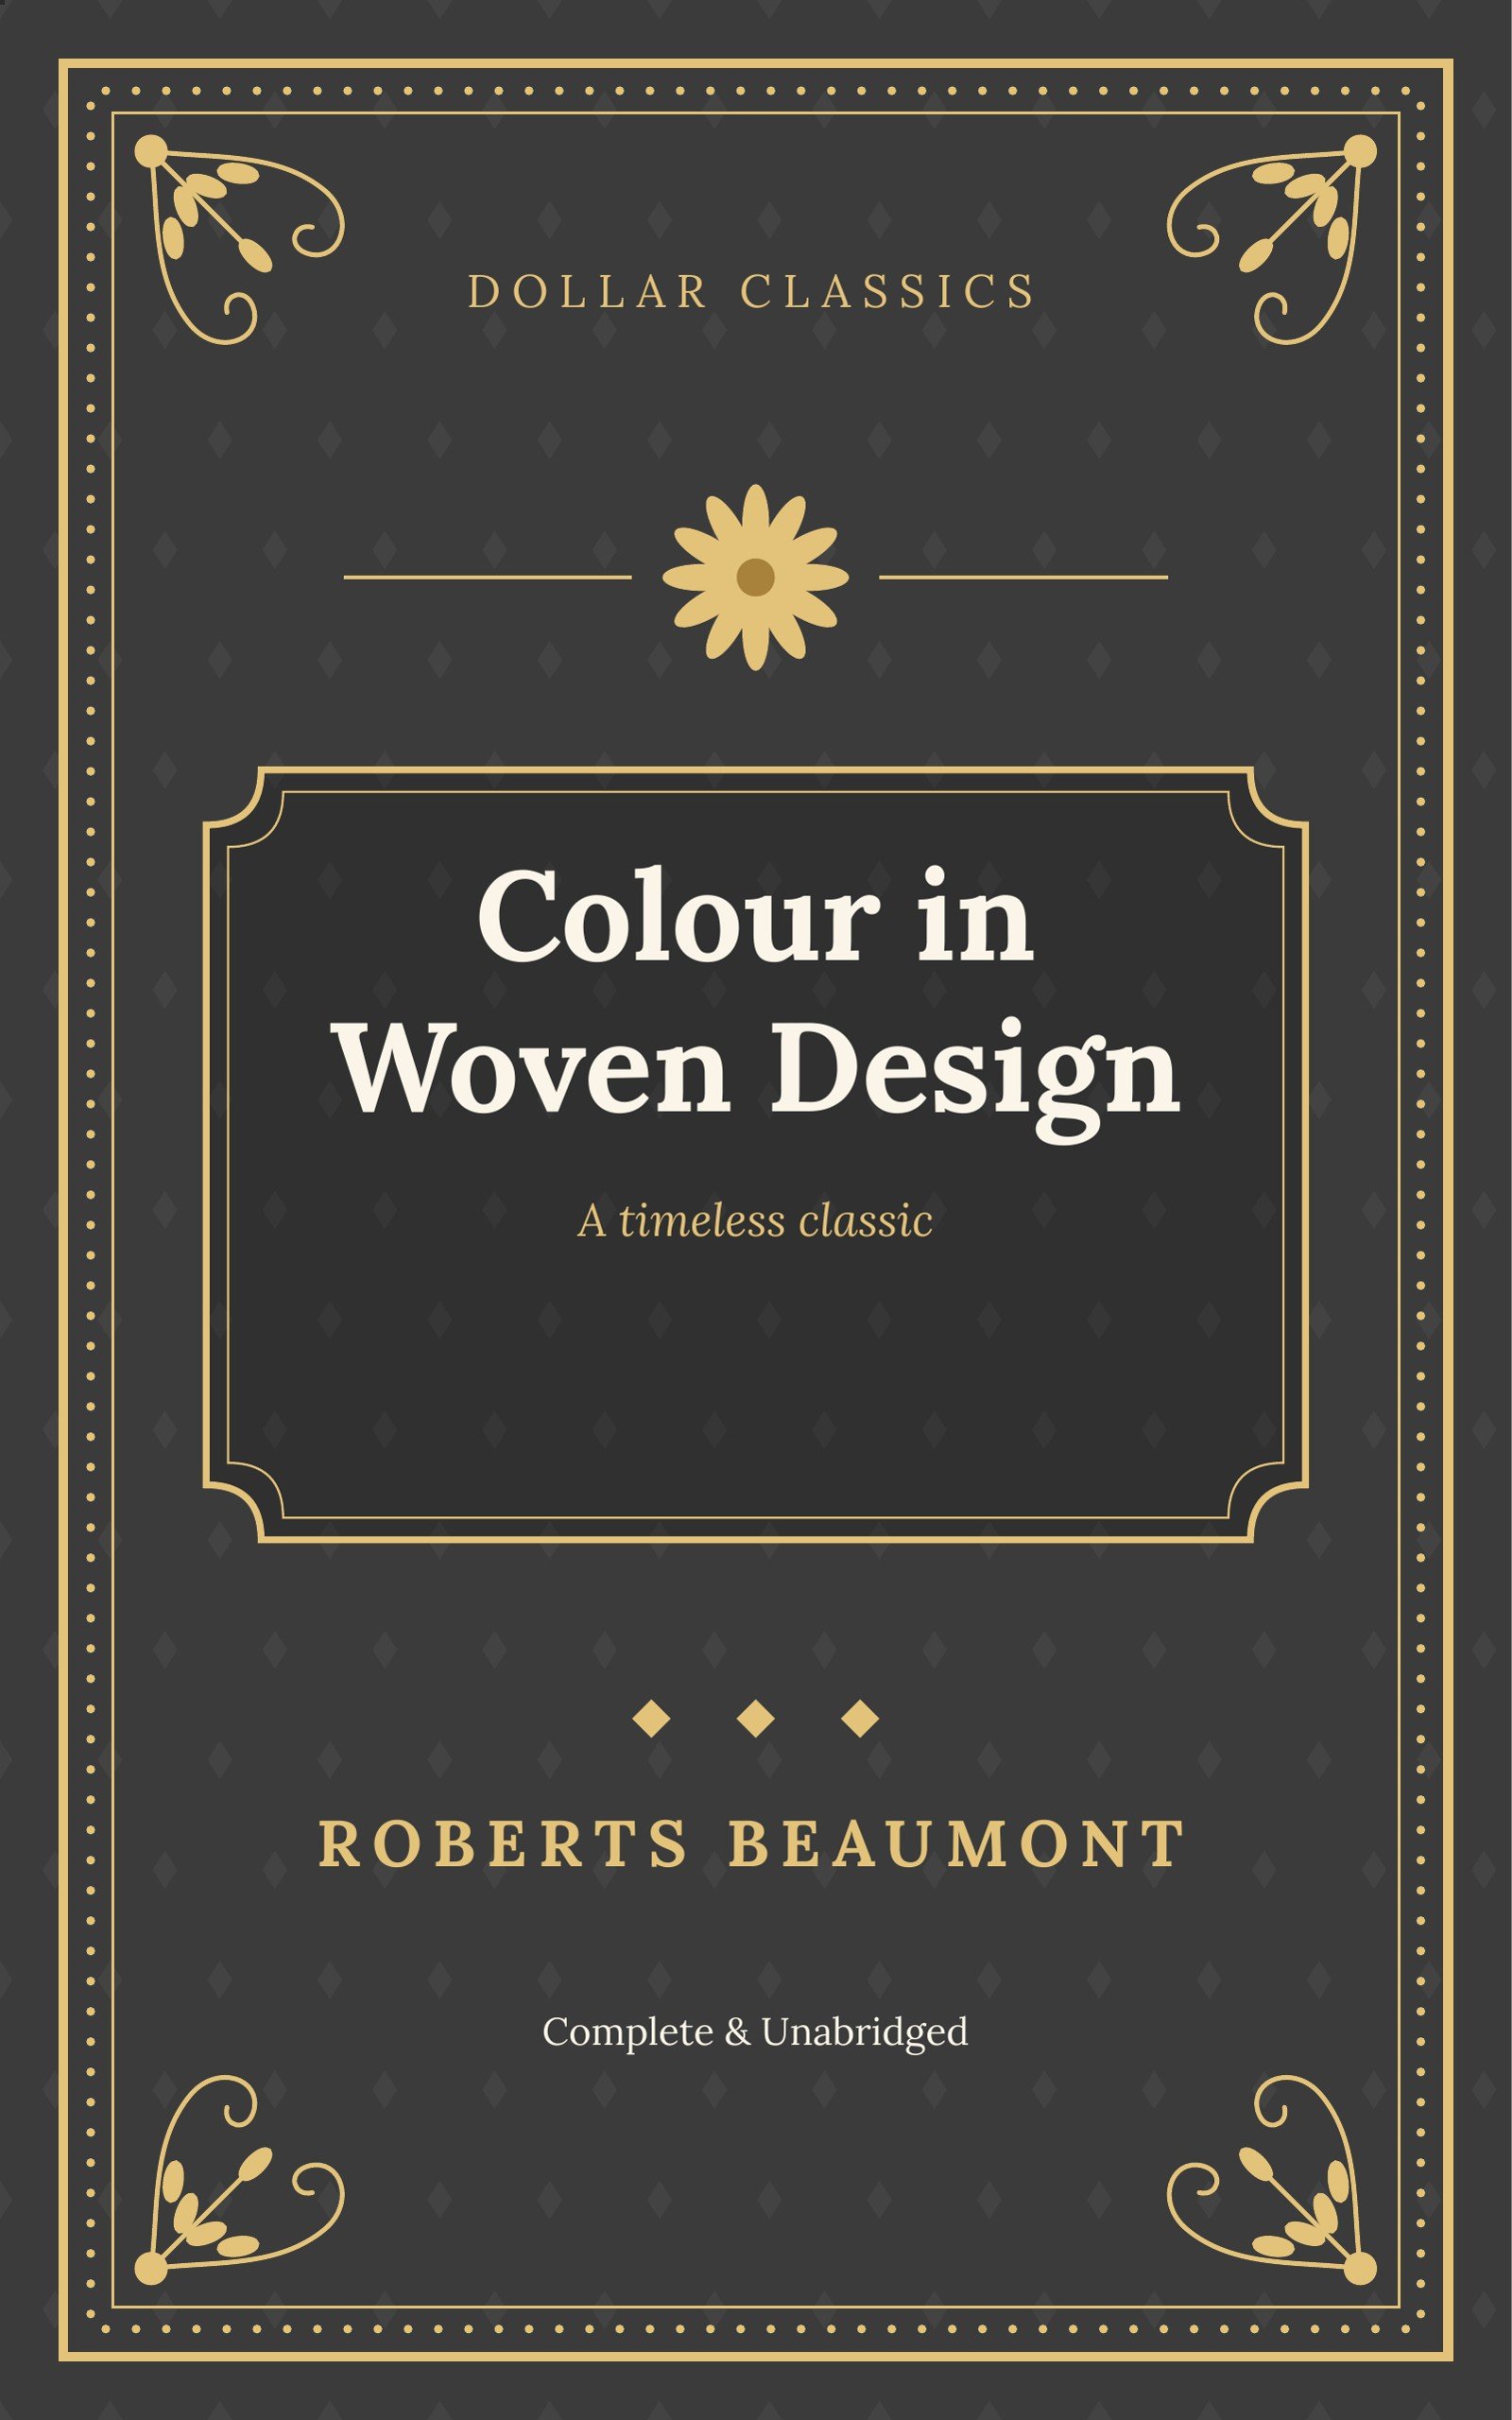 DOLLAR CLASSICS
Colour in
Woven Design
A timeless classic
ROBERTS BEAUMONT
Complete & Unabridged